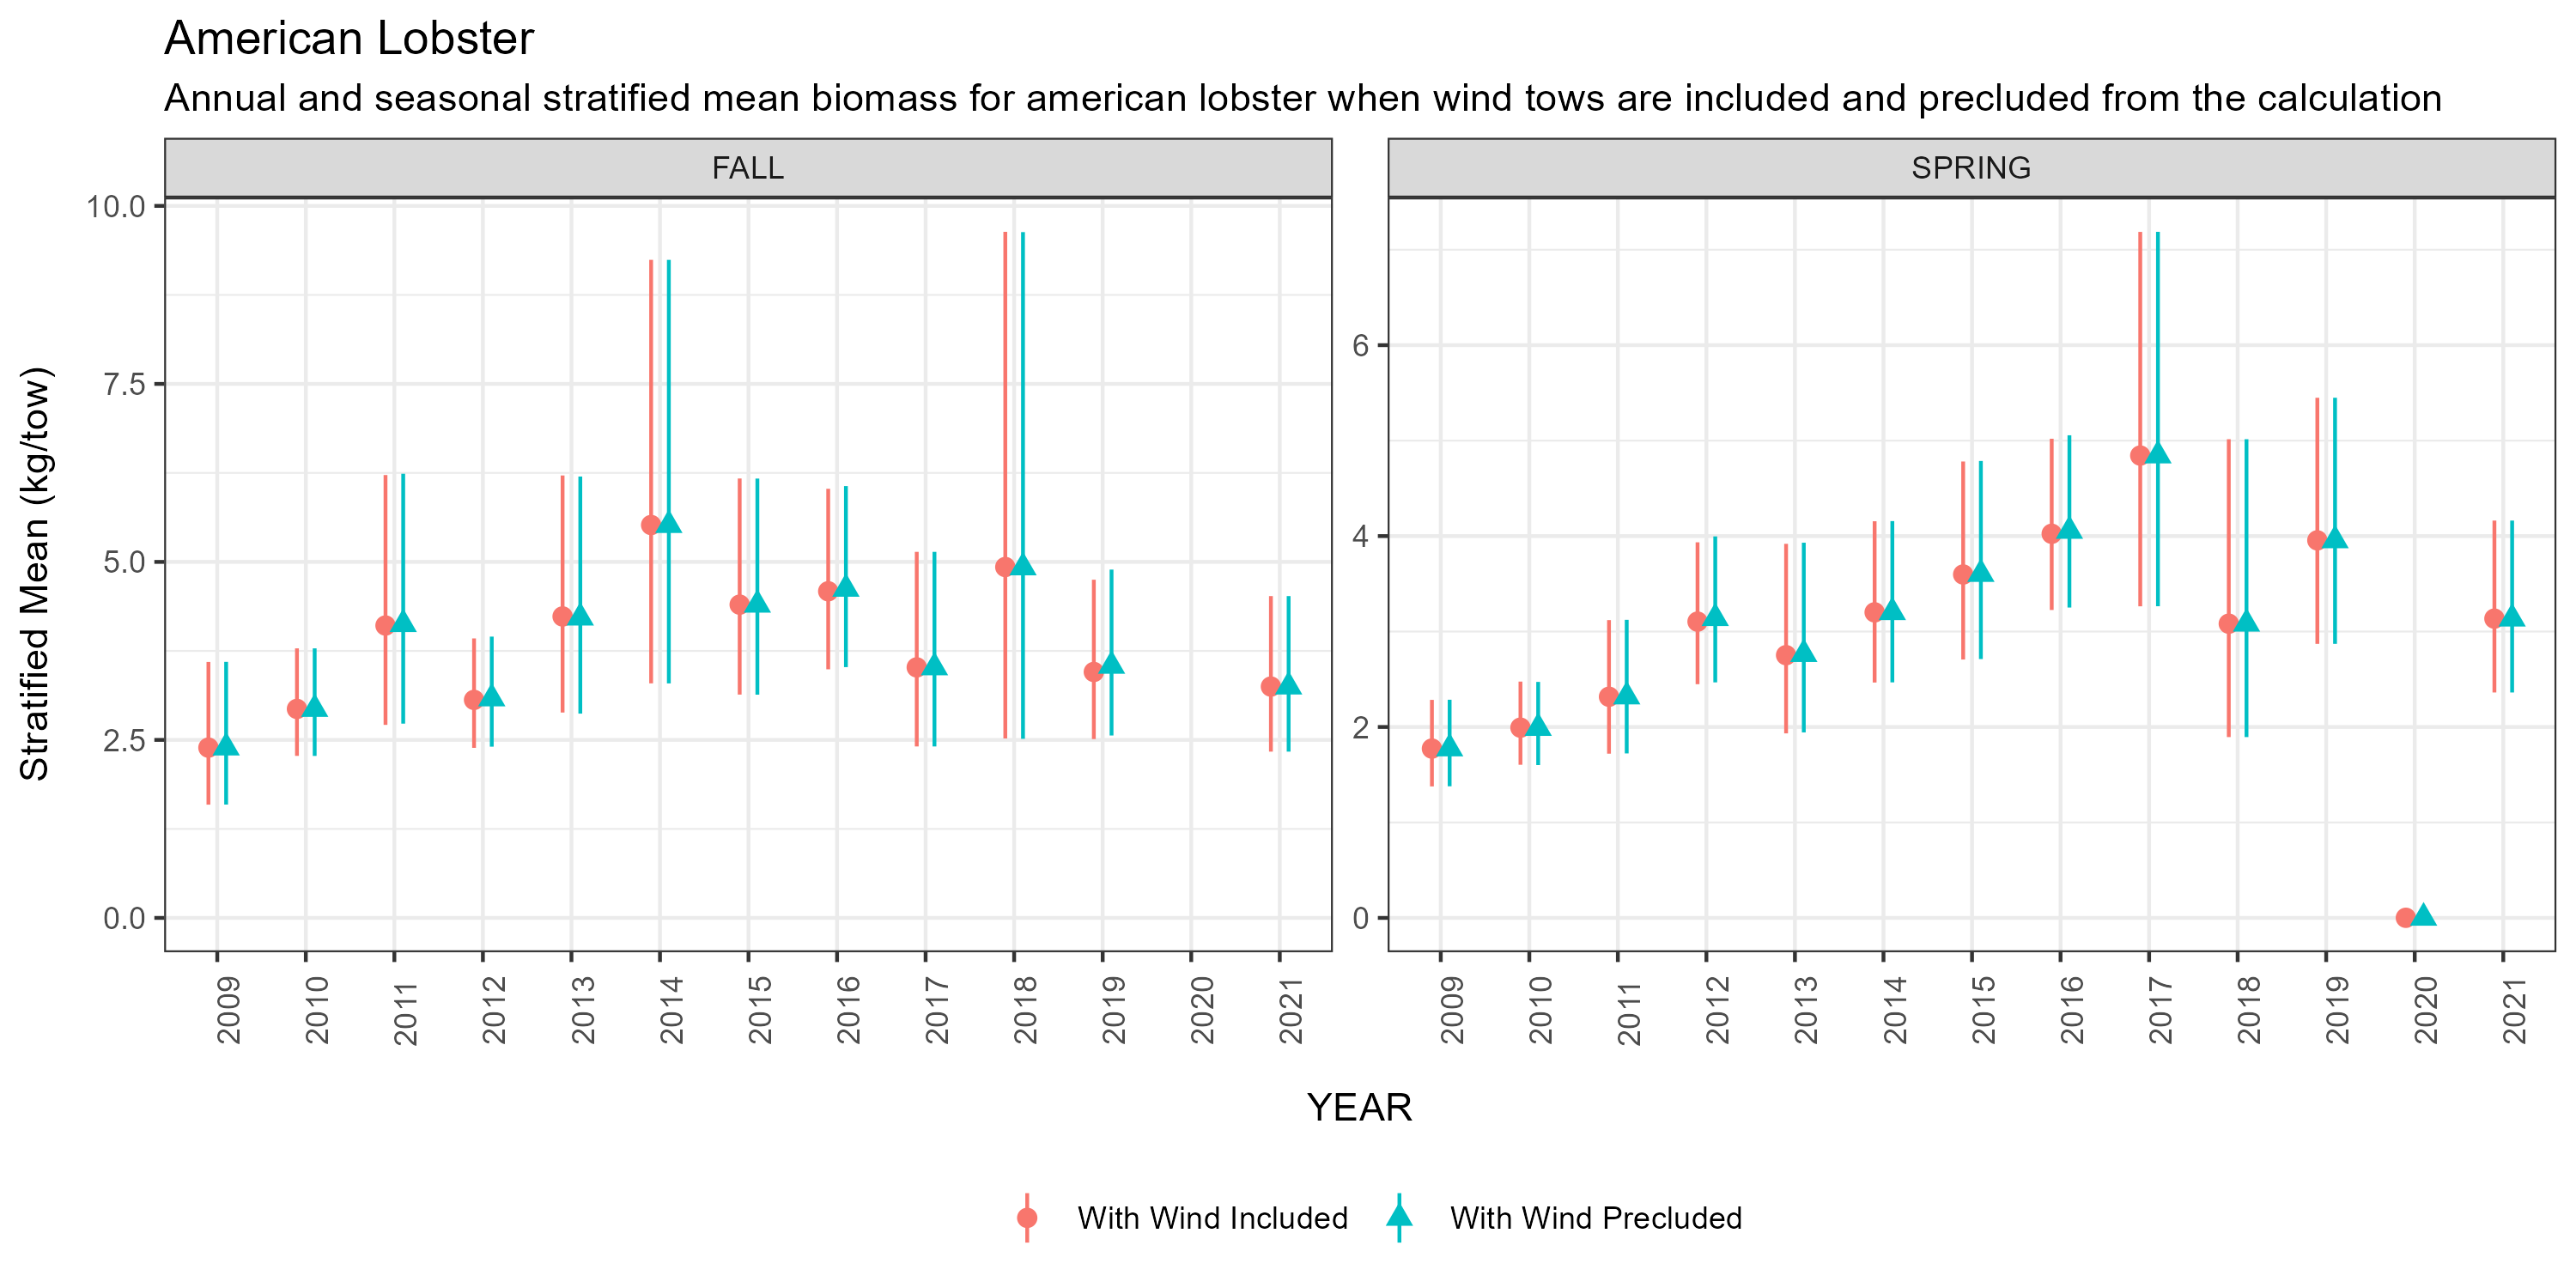 American Lobster
Annual and seasonal stratified mean biomass for american lobster when wind tows are included and precluded from the calculation
FALL
SPRING
Stratified Mean (kg/tow)
10.0
7.5
5.0
2.5
0.0
6
4
2
0
2009 2010 2011 2012 2013 2014 2015 2016 2017 2018 2019 2020 2021
2009 2010 2011 2012 2013 2014 2015 2016 2017 2018 2019 2020 2021
YEAR
With Wind Included
With Wind Precluded